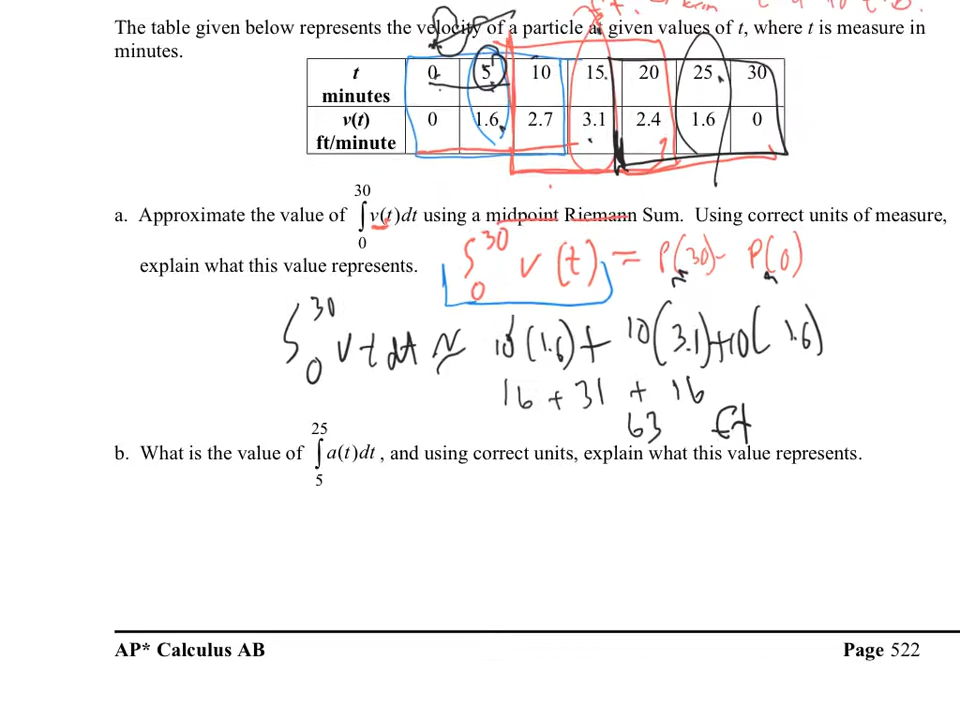 The table given below represents the velocity of a particle at given values of t, where t is measure in
minutes.
t
minutes 0 5 10 15 20 25 30
v(t)
ft/minute 0 1.6 2.7 3.1 2.4 1.6 0
a. Approximate the value of ∫₀³⁰ v(t)dt using a midpoint Riemann Sum. Using correct units of measure,
explain what this value represents.
∫₀³⁰ v(t) = P(30) - P(0)
∫₀³⁰ v t dt ≈ 10(1.6) + 10(3.1) + 10(1.6)
16 + 31 + 16
63 ft
b. What is the value of ∫₅²⁵ a(t)dt , and using correct units, explain what this value represents.
AP* Calculus AB Page 522